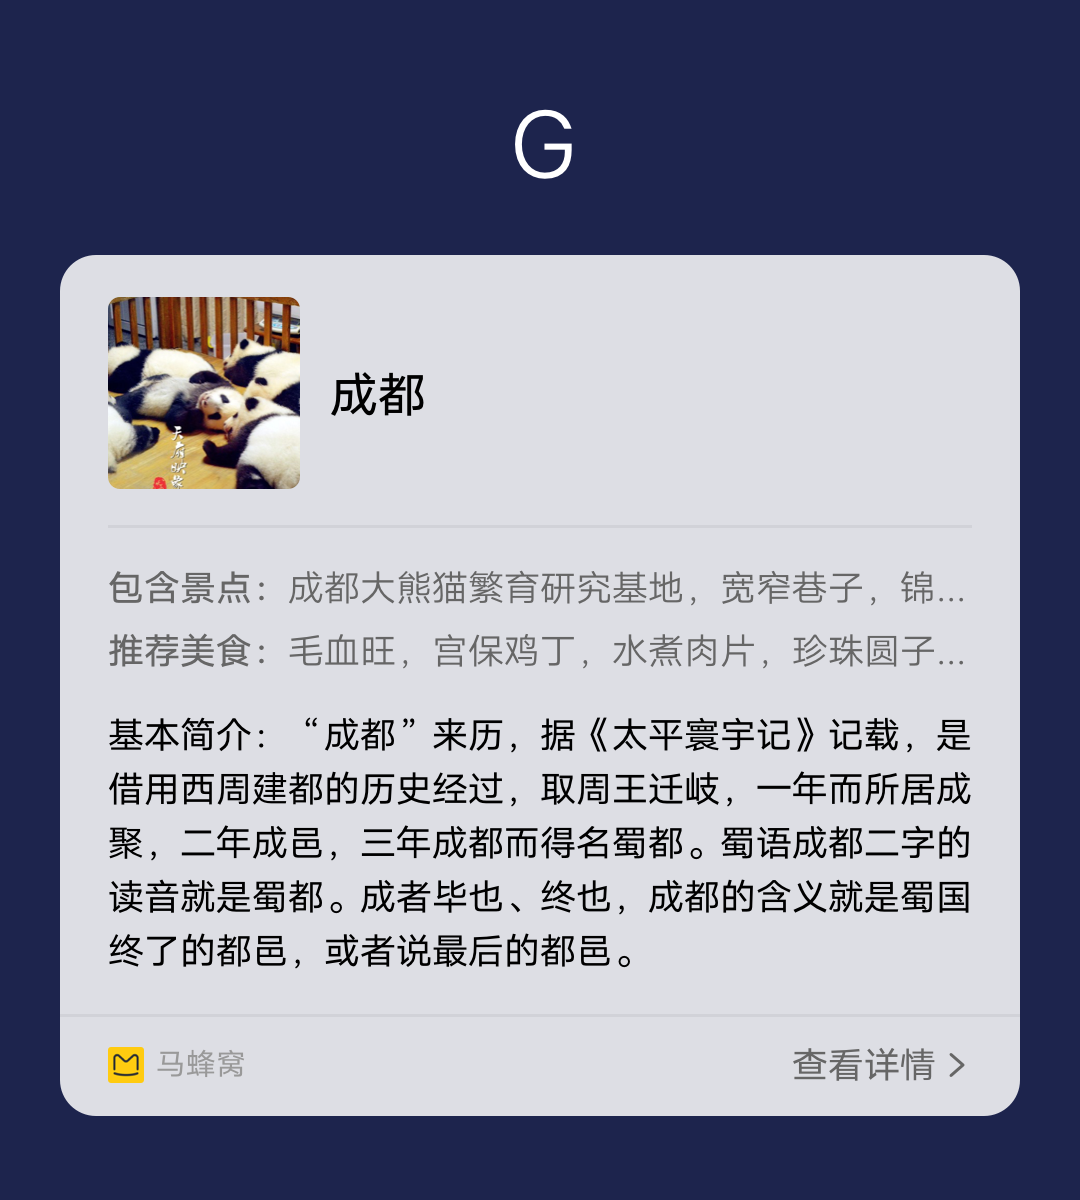 G
成都
天府映象
包含景点：成都大熊猫繁育研究基地，宽窄巷子，锦...
推荐美食：毛血旺，宫保鸡丁，水煮肉片，珍珠圆子...
基本简介：“成都”来历，据《太平寰宇记》记载，是
借用西周建都的历史经过，取周王迁岐，一年而所居成
聚，二年成邑，三年成都而得名蜀都。蜀语成都二字的
读音就是蜀都。成者毕也、终也，成都的含义就是蜀国
终了的都邑，或者说最后的都邑。
马蜂窝
查看详情